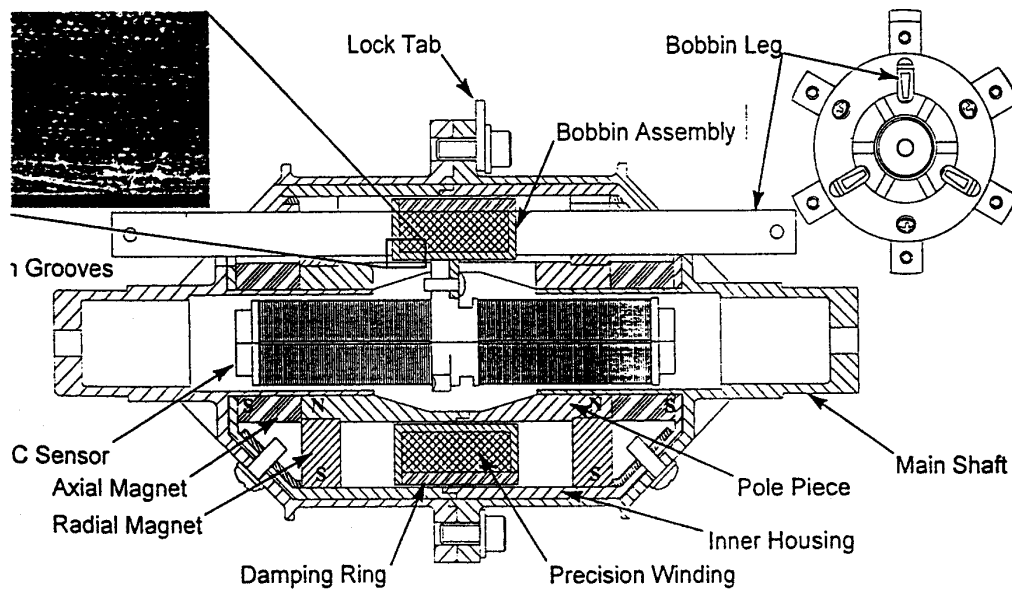 Lock Tab
Bobbin Leg
Bobbin Assembly
Grooves
S
N
N
S
C Sensor
Axial Magnet
S
S
Main Shaft
Pole Piece
Radial Magnet
Inner Housing
Damping Ring
Precision Winding